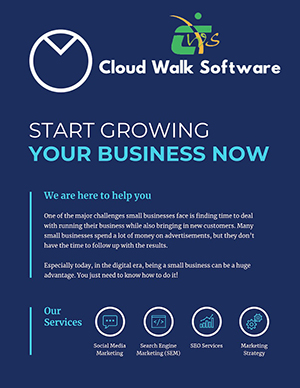 cws
Cloud Walk Software
START GROWING
YOUR BUSINESS NOW
We are here to help you
One of the major challenges small businesses face is finding time to deal
with running their business while also bringing in new customers. Many
small businesses spend a lot of money on advertisements, but they don't
have the time to follow up with the results.
Especially today, in the digital era, being a small business can be a huge
advantage. You just need to know how to do it!
Our
Services
Social Media
Marketing
Search Engine
Marketing (SEM)
SEO Services
Marketing
Strategy